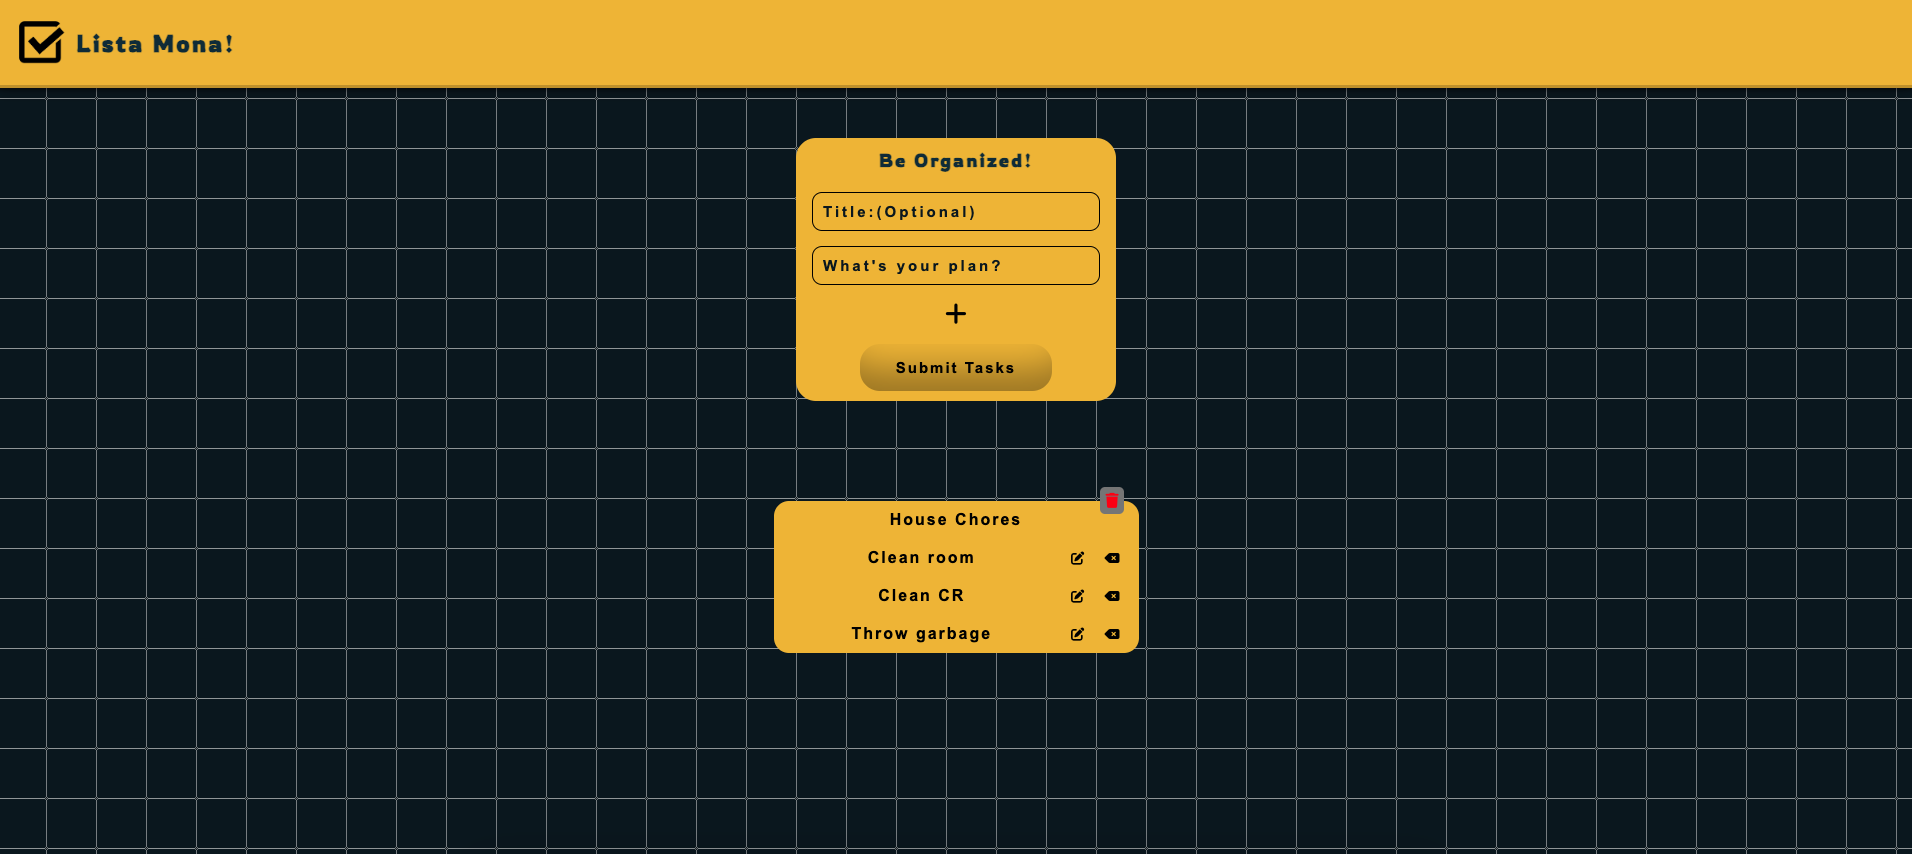 Lista Mona!
Be Organized!
Title:(Optional)
What's your plan?
Submit Tasks
House Chores
Clean room
Clean CR
Throw garbage